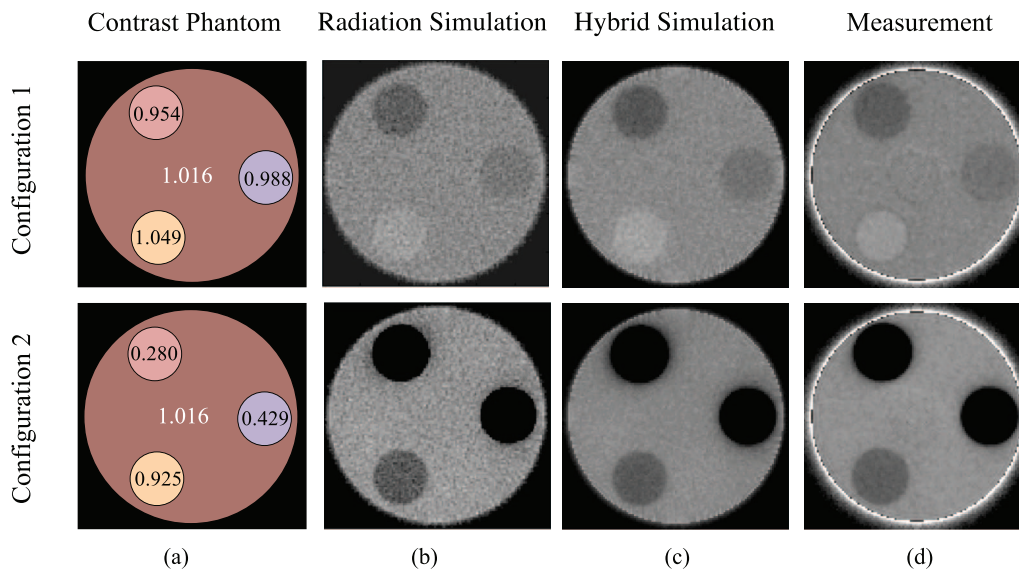 Contrast Phantom Radiation Simulation Hybrid Simulation Measurement
Configuration 1
0.954
1.016
0.988
1.049
Configuration 2
0.280
1.016
0.429
0.925
(a) (b) (c) (d)